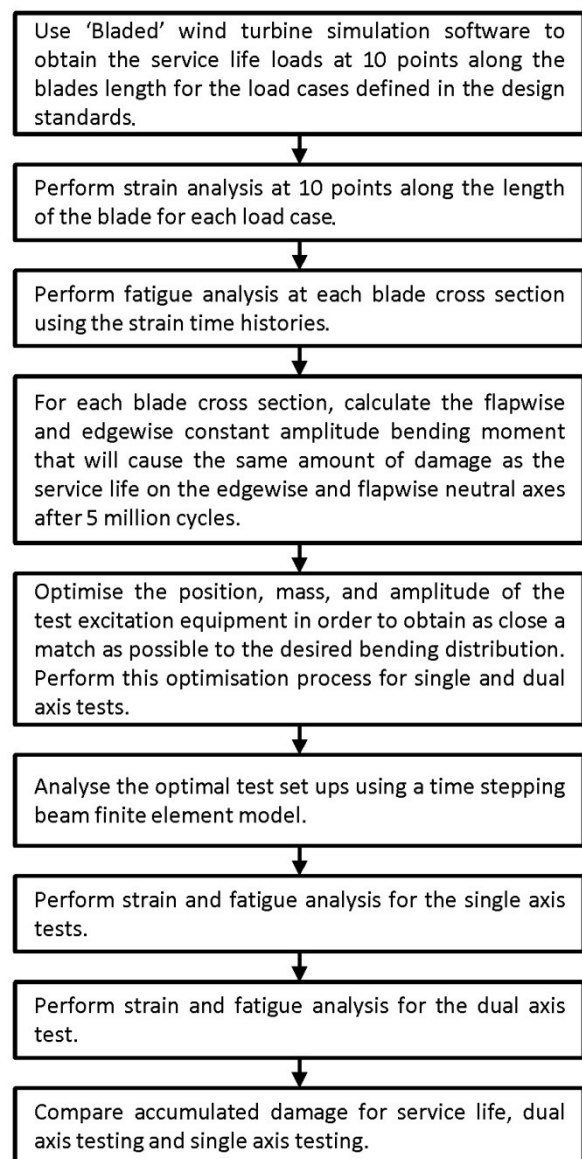 Use ‘Bladed’ wind turbine simulation software to
obtain the service life loads at 10 points along the
blades length for the load cases defined in the design
standards.
Perform strain analysis at 10 points along the length
of the blade for each load case.
Perform fatigue analysis at each blade cross section
using the strain time histories.
For each blade cross section, calculate the flapwise
and edgewise constant amplitude bending moment
that will cause the same amount of damage as the
service life on the edgewise and flapwise neutral axes
after 5 million cycles.
Optimise the position, mass, and amplitude of the
test excitation equipment in order to obtain as close a
match as possible to the desired bending distribution.
Perform this optimisation process for single and dual
axis tests.
Analyse the optimal test set ups using a time stepping
beam finite element model.
Perform strain and fatigue analysis for the single axis
tests.
Perform strain and fatigue analysis for the dual axis
test.
Compare accumulated damage for service life, dual
axis testing and single axis testing.